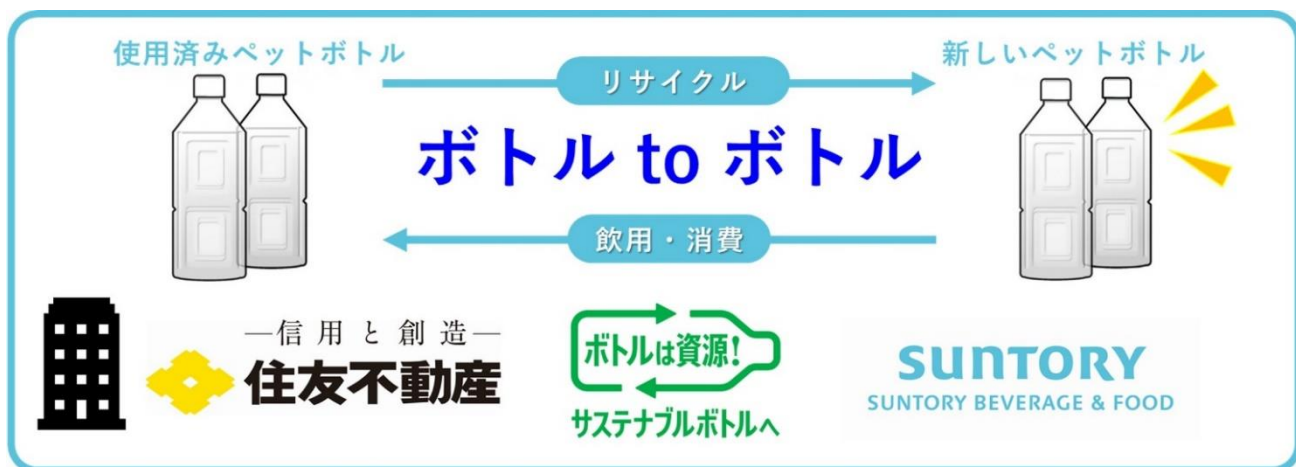 使用済みペットボトル
リサイクル
新しいペットボトル
ボトル to ボトル
飲用・消費
―信用と創造―
住友不動産
ボトルは資源!
サステナブルボトルへ
SUNTORY
SUNTORY BEVERAGE & FOOD